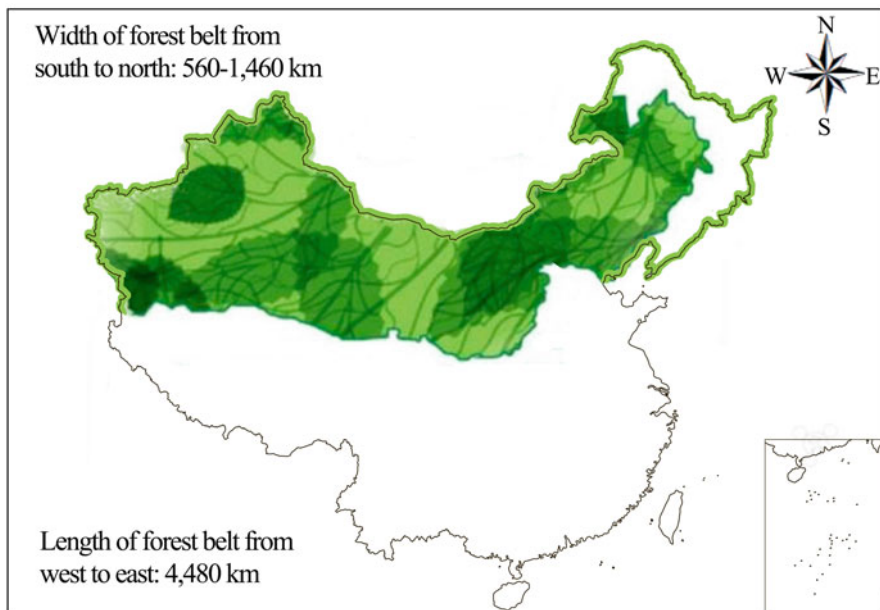 Width of forest belt from
south to north: 560-1,460 km
N
W E
S
Length of forest belt from
west to east: 4,480 km